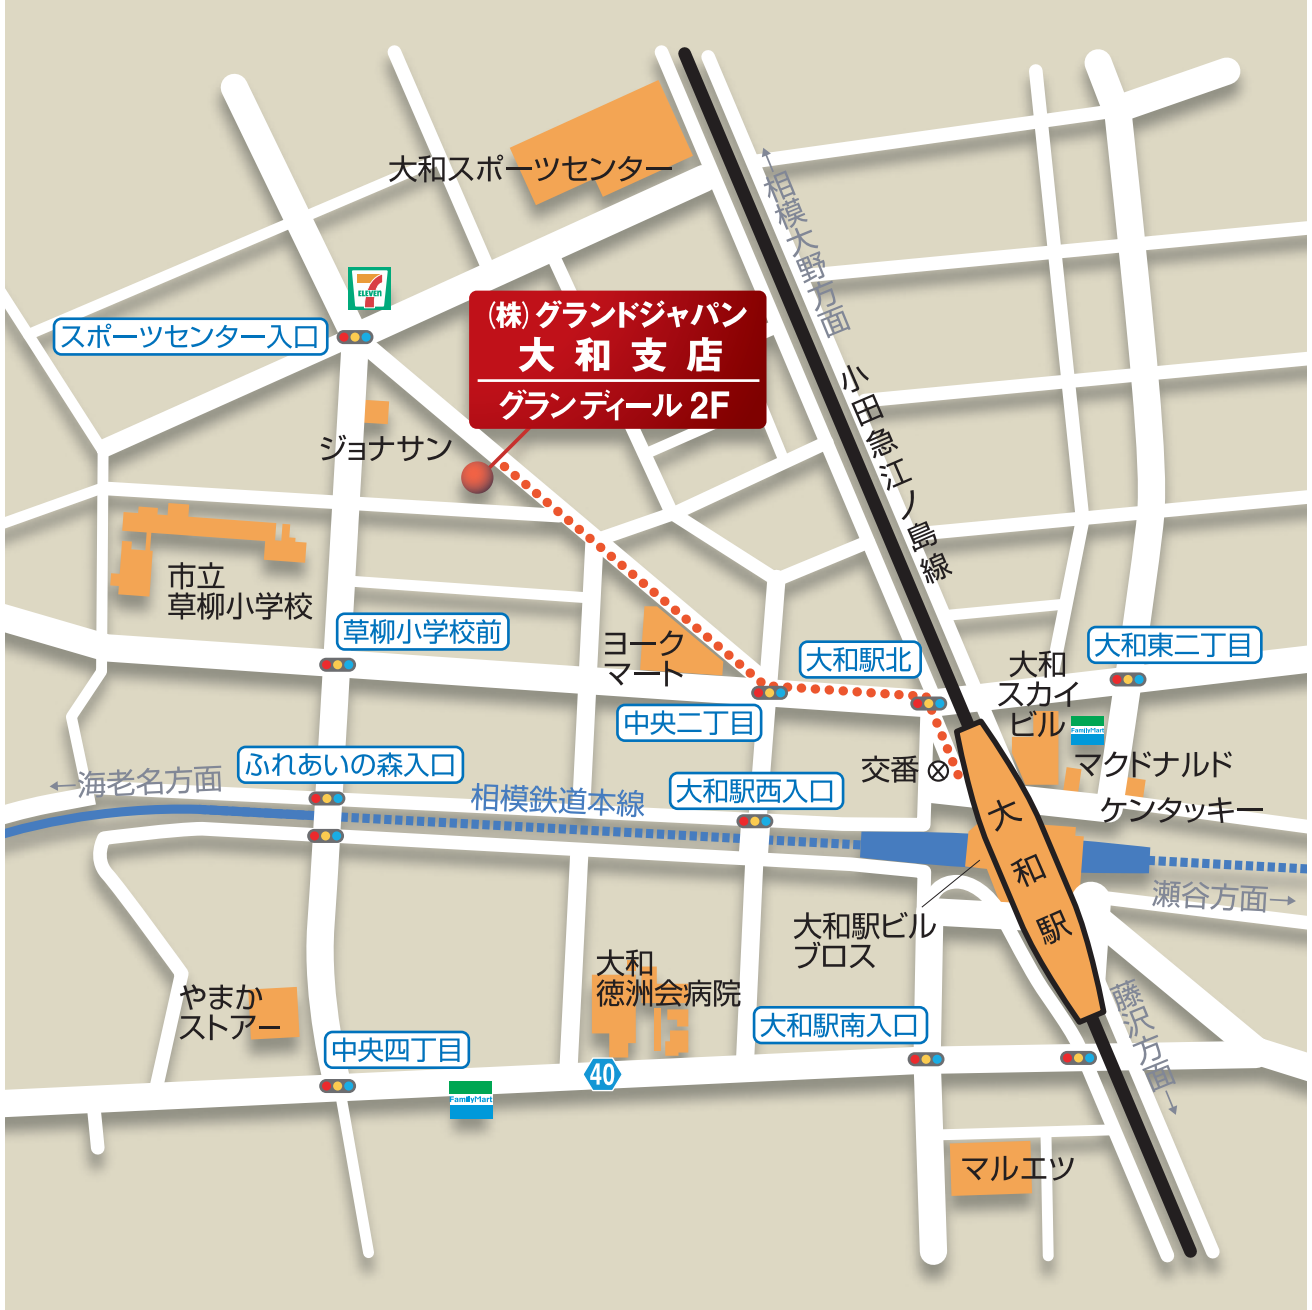 大和スポーツセンター
相模大野方面
7
ELEVEN
スポーツセンター入口
(株)グランドジャパン
大和支店
グランディール 2F
小田急江ノ島線
ジョナサン
市立
草柳小学校
草柳小学校前
ヨーク
マート
大和駅北
大和
スカイ
ビル
大和東二丁目
中央二丁目
FamilyMart
交番
マクドナルド
ケンタッキー
ふれあいの森入口
海老名方面
相模鉄道本線
大和駅西入口
大和駅
瀬谷方面
大和駅ビル
プロス
大和
徳洲会病院
やまか
ストアー
大和駅南入口
藤沢方面
中央四丁目
40
FamilyMart
マルエツ